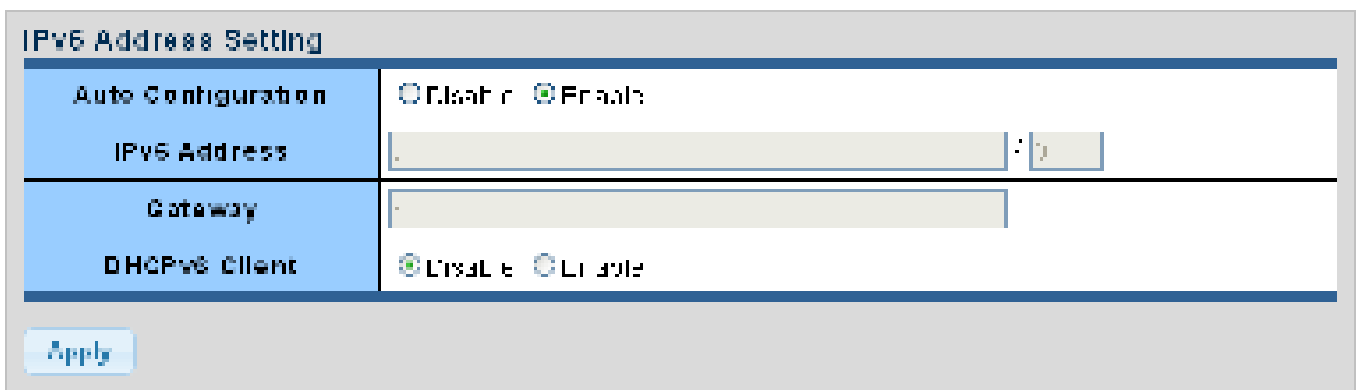 IPv6 Address Setting
Auto Configuration Disable Enable
IPv6 Address /
Gateway
DHCPv6 Client Disable Enable
Apply